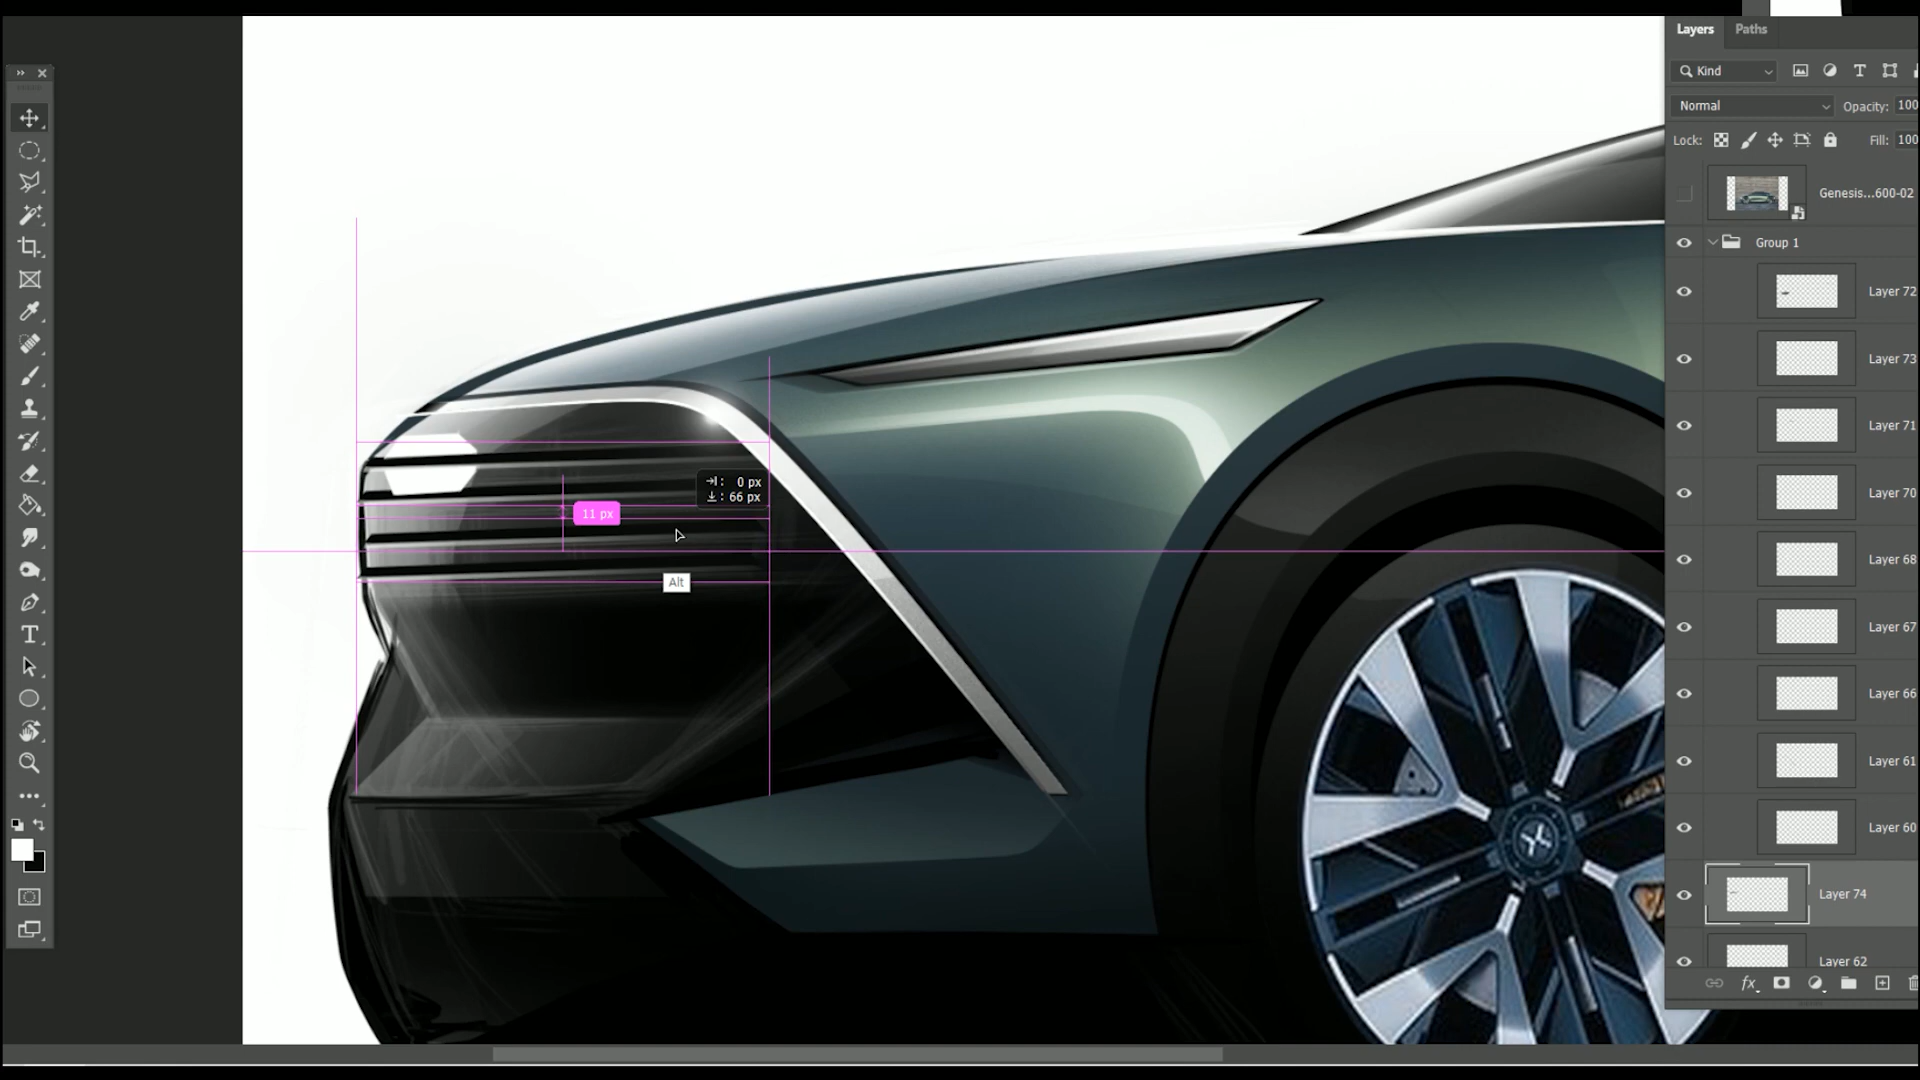 Layers Paths
Kind
Normal Opacity: 100
Lock: Fill: 100
Genesis...600-02
Group 1
Layer 72
Layer 73
Layer 71
Layer 70
Layer 68
Layer 67
Layer 66
Layer 61
Layer 60
Layer 74
Layer 62
fx
0 px
66 px
11 px
Alt